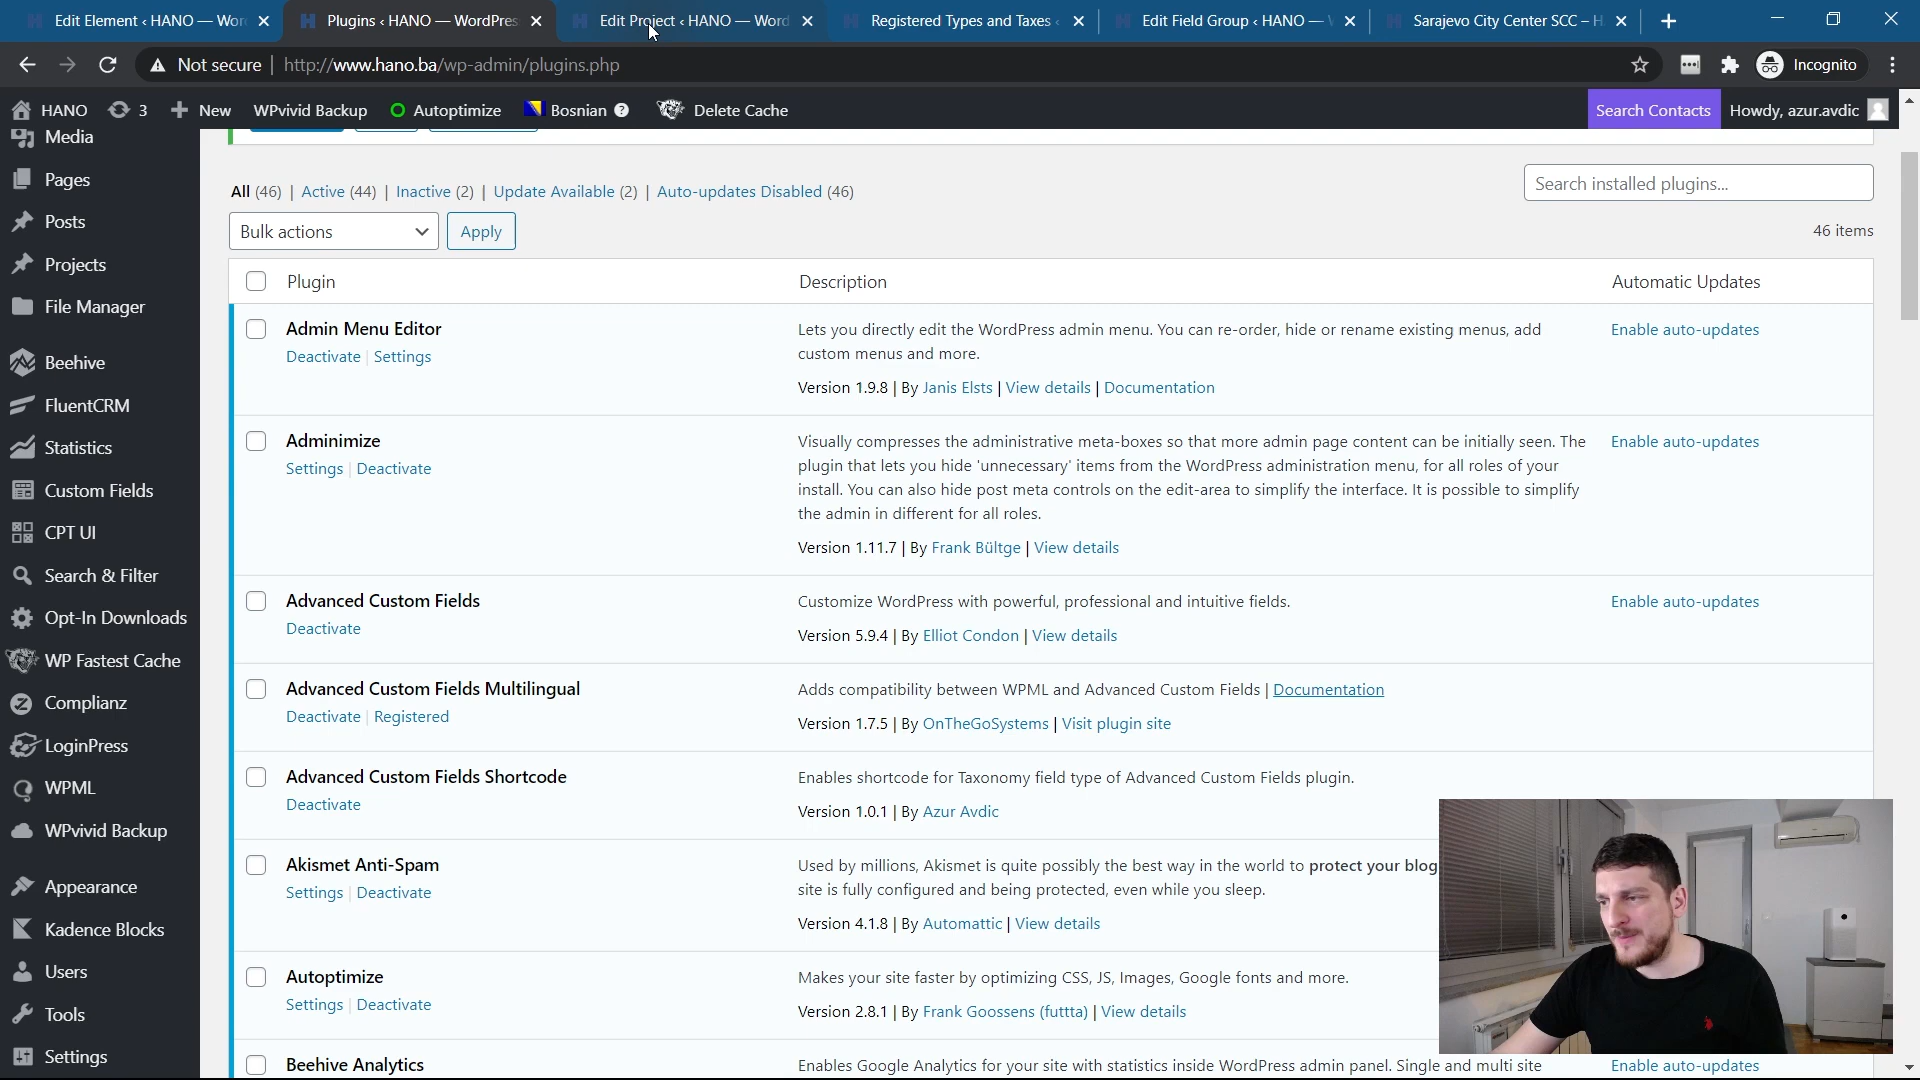 Edit Element ‹ HANO — Wor
Plugins ‹ HANO — WordPres
Edit Project ‹ HANO — Word
Registered Types and Taxes ‹
Edit Field Group ‹ HANO —
Sarajevo City Center SCC – H
Not secure
http://www.hano.ba/wp-admin/plugins.php
Incognito
HANO
3
New
WPvivid Backup
Autoptimize
Bosnian
Delete Cache
Search Contacts
Howdy, azur.avdic
Media
Pages
Posts
Projects
File Manager
Beehive
FluentCRM
Statistics
Custom Fields
CPT UI
Search & Filter
Opt-In Downloads
WP Fastest Cache
Complianz
LoginPress
WPML
WPvivid Backup
Appearance
Kadence Blocks
Users
Tools
Settings
All (46) | Active (44) | Inactive (2) | Update Available (2) | Auto-updates Disabled (46)
Search installed plugins...
Bulk actions
Apply
46 items
Plugin
Description
Automatic Updates
Admin Menu Editor
Deactivate | Settings
Lets you directly edit the WordPress admin menu. You can re-order, hide or rename existing menus, add
custom menus and more.
Version 1.9.8 | By Janis Elsts | View details | Documentation
Enable auto-updates
Adminimize
Settings | Deactivate
Visually compresses the administrative meta-boxes so that more admin page content can be initially seen. The
plugin that lets you hide 'unnecessary' items from the WordPress administration menu, for all roles of your
install. You can also hide post meta controls on the edit-area to simplify the interface. It is possible to simplify
the admin in different for all roles.
Version 1.11.7 | By Frank Bültge | View details
Enable auto-updates
Advanced Custom Fields
Deactivate
Customize WordPress with powerful, professional and intuitive fields.
Version 5.9.4 | By Elliot Condon | View details
Enable auto-updates
Advanced Custom Fields Multilingual
Deactivate | Registered
Adds compatibility between WPML and Advanced Custom Fields | Documentation
Version 1.7.5 | By OnTheGoSystems | Visit plugin site
Advanced Custom Fields Shortcode
Deactivate
Enables shortcode for Taxonomy field type of Advanced Custom Fields plugin.
Version 1.0.1 | By Azur Avdic
Akismet Anti-Spam
Settings | Deactivate
Used by millions, Akismet is quite possibly the best way in the world to protect your blog
site is fully configured and being protected, even while you sleep.
Version 4.1.8 | By Automattic | View details
Autoptimize
Settings | Deactivate
Makes your site faster by optimizing CSS, JS, Images, Google fonts and more.
Version 2.8.1 | By Frank Goossens (futtta) | View details
Beehive Analytics
Enables Google Analytics for your site with statistics inside WordPress admin panel. Single and multi site
Enable auto-updates